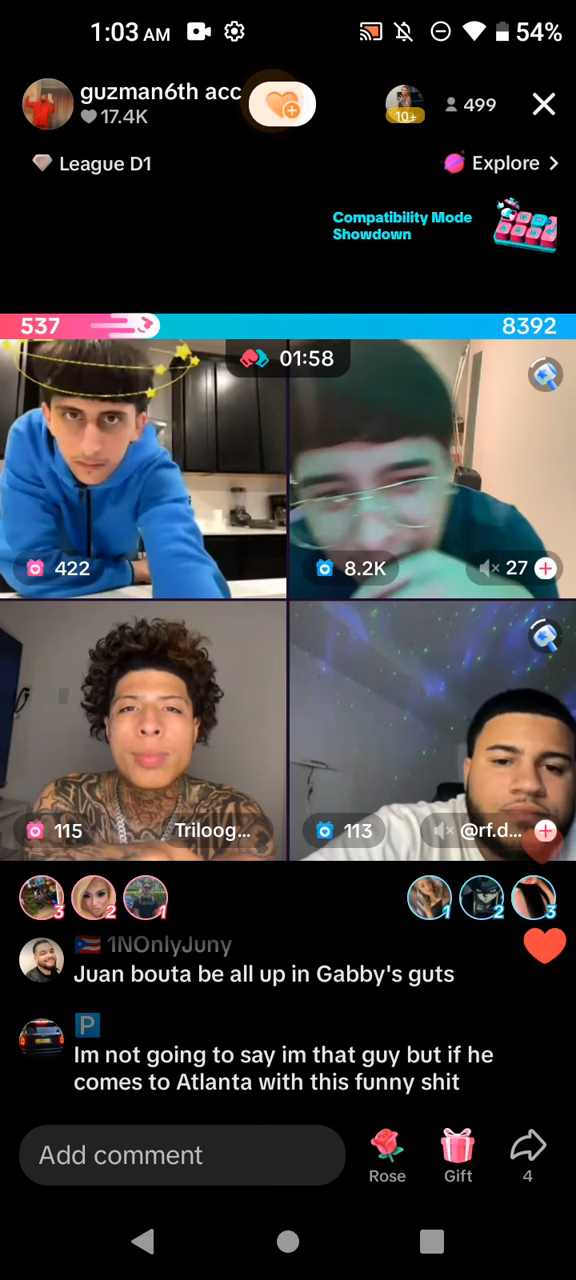 1:03 AM
54%
guzman6th acc
17.4K
10+
499
League D1
Explore
Compatibility Mode
Showdown
537
8392
01:58
422
8.2K
27
115
Triloog...
113
@rf.d...
3
2
1
1
2
3
1NOnlyJuny
Juan bouta be all up in Gabby's guts
P
Im not going to say im that guy but if he
comes to Atlanta with this funny shit
Add comment
Rose
Gift
4